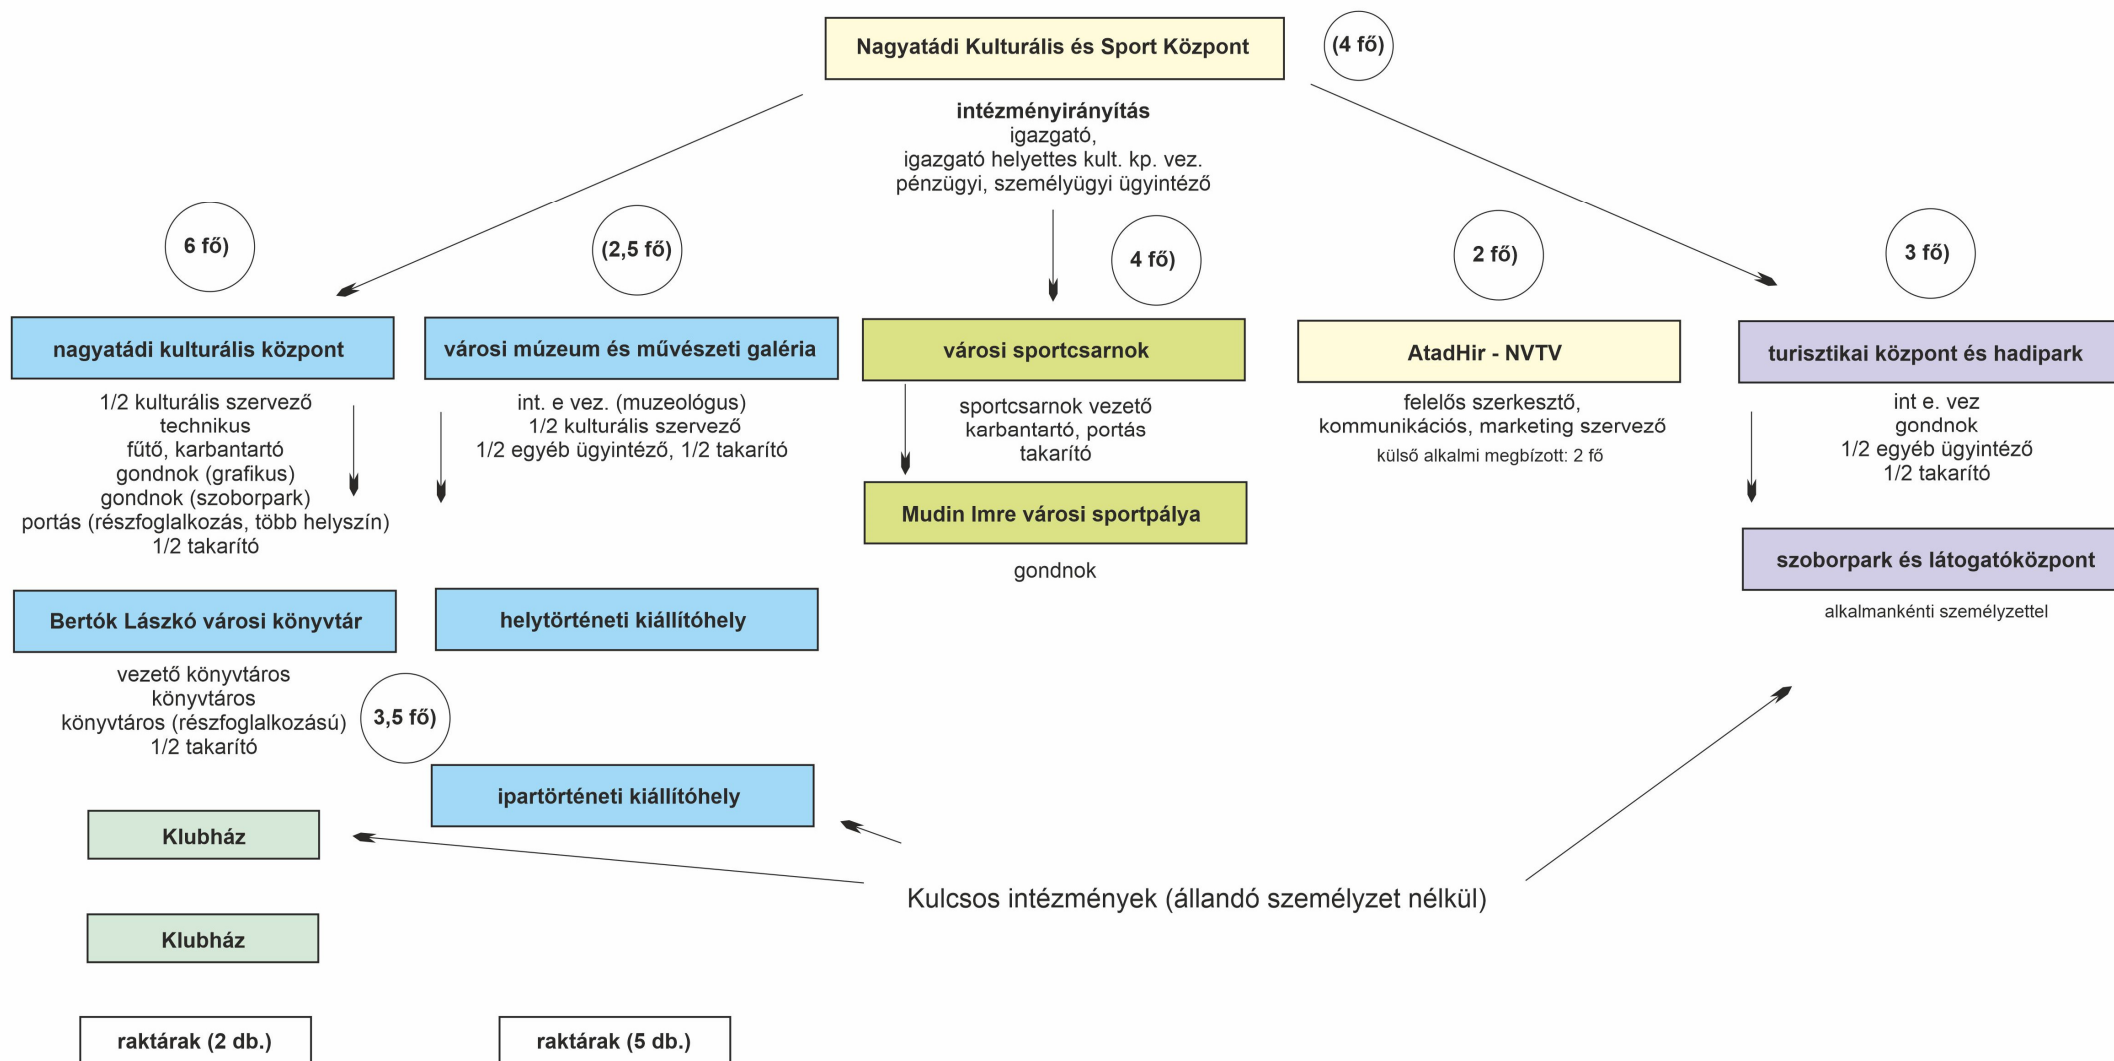 Nagyatádi Kulturális és Sport Központ
(4 fő)
intézményirányítás
igazgató,
igazgató helyettes kult. kp. vez.
pénzügyi, személyügyi ügyintéző
6 fő)
(2,5 fő)
4 fő)
2 fő)
3 fő)
nagyatádi kulturális központ
1/2 kulturális szervező
technikus
fűtő, karbantartó
gondnok (grafikus)
gondnok (szoborpark)
portás (részfoglalkozás, több helyszín)
1/2 takarító
városi múzeum és művészeti galéria
int. e vez. (muzeológus)
1/2 kulturális szervező
1/2 egyéb ügyintéző, 1/2 takarító
városi sportcsarnok
sportcsarnok vezető
karbantartó, portás
takarító
Mudin Imre városi sportpálya
gondnok
AtadHir - NVTV
felelős szerkesztő,
kommunikációs, marketing szervező
külső alkalmi megbízott: 2 fő
turisztikai központ és hadipark
int e. vez
gondnok
1/2 egyéb ügyintéző
1/2 takarító
szoborpark és látogatóközpont
alkalmankénti személyzettel
Bertók Lászkó városi könyvtár
vezető könyvtáros
könyvtáros
könyvtáros (részfoglalkozású)
1/2 takarító
3,5 fő)
helytörténeti kiállítóhely
ipartörténeti kiállítóhely
Klubház
Kulcsos intézmények (állandó személyzet nélkül)
Klubház
raktárak (2 db.)
raktárak (5 db.)